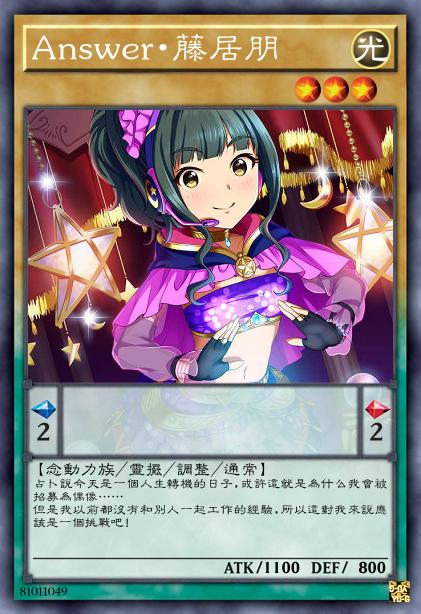 Answer·藤居朋
光
2
2
【念動力族／靈擺／調整／通常】
占卜說今天是一個人生轉機的日子,或許這就是為什么我會被
招募為偶像……
但是我以前都沒有和別人一起工作的經驗,所以這對我來說應
該是一個挑戰吧!
ATK/1100 DEF/ 800
81011049